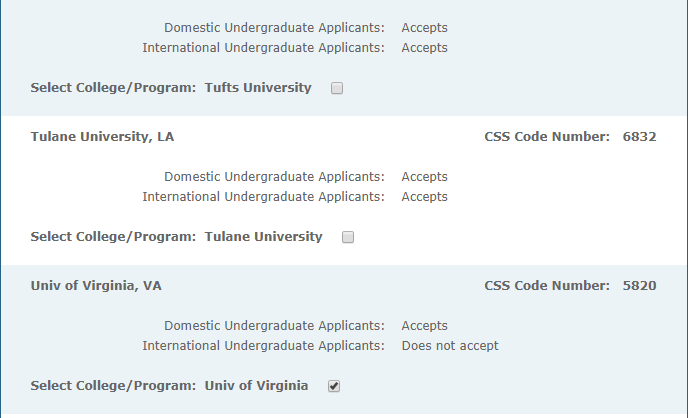 Domestic Undergraduate Applicants: Accepts
International Undergraduate Applicants: Accepts
Select College/Program: Tufts University
Tulane University, LA CSS Code Number: 6832
Domestic Undergraduate Applicants: Accepts
International Undergraduate Applicants: Accepts
Select College/Program: Tulane University
Univ of Virginia, VA CSS Code Number: 5820
Domestic Undergraduate Applicants: Accepts
International Undergraduate Applicants: Does not accept
Select College/Program: Univ of Virginia